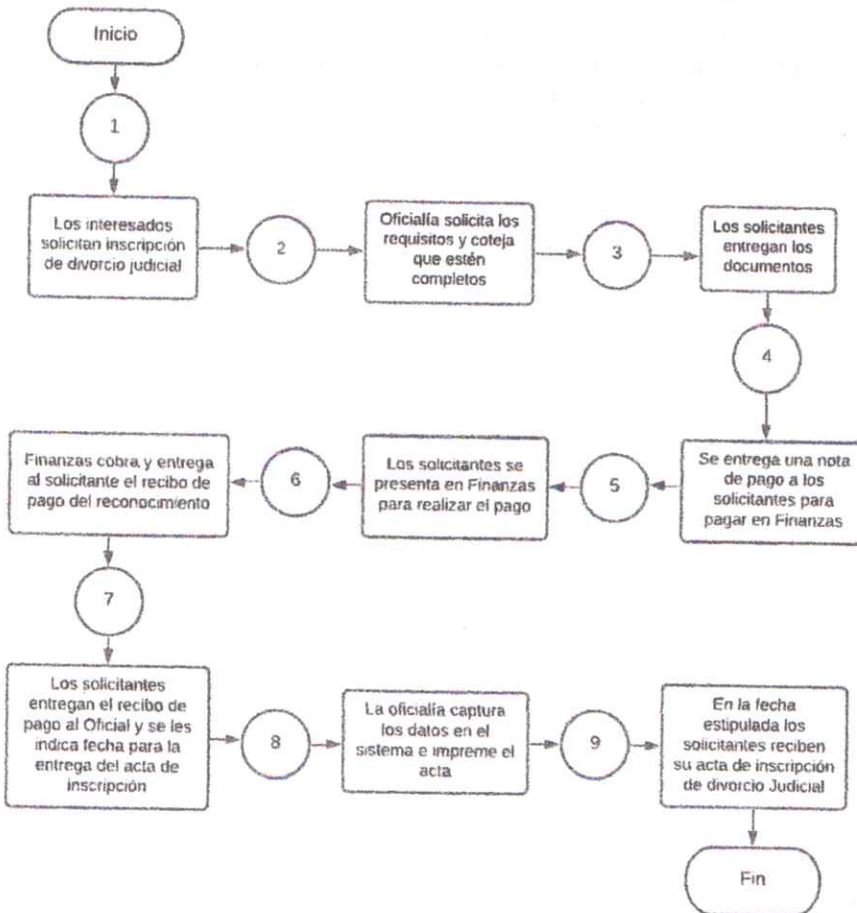 Inicio
1
Los interesados
solicitan inscripción
de divorcio judicial
2
Oficialía solicita los
requisitos y coteja
que estén
completos
3
Los solicitantes
entregan los
documentos
4
Se entrega una nota
de pago a los
solicitantes para
pagar en Finanzas
5
Los solicitantes se
presenta en Finanzas
para realizar el pago
6
Finanzas cobra y entrega
al solicitante el recibo de
pago del reconocimiento
7
Los solicitantes
entregan el recibo de
pago al Oficial y se les
indica fecha para la
entrega del acta de
inscripción
8
La oficialía captura
los datos en el
sistema e impreme el
acta
9
En la fecha
estipulada los
solicitantes reciben
su acta de inscripción
de divorcio Judicial
Fin